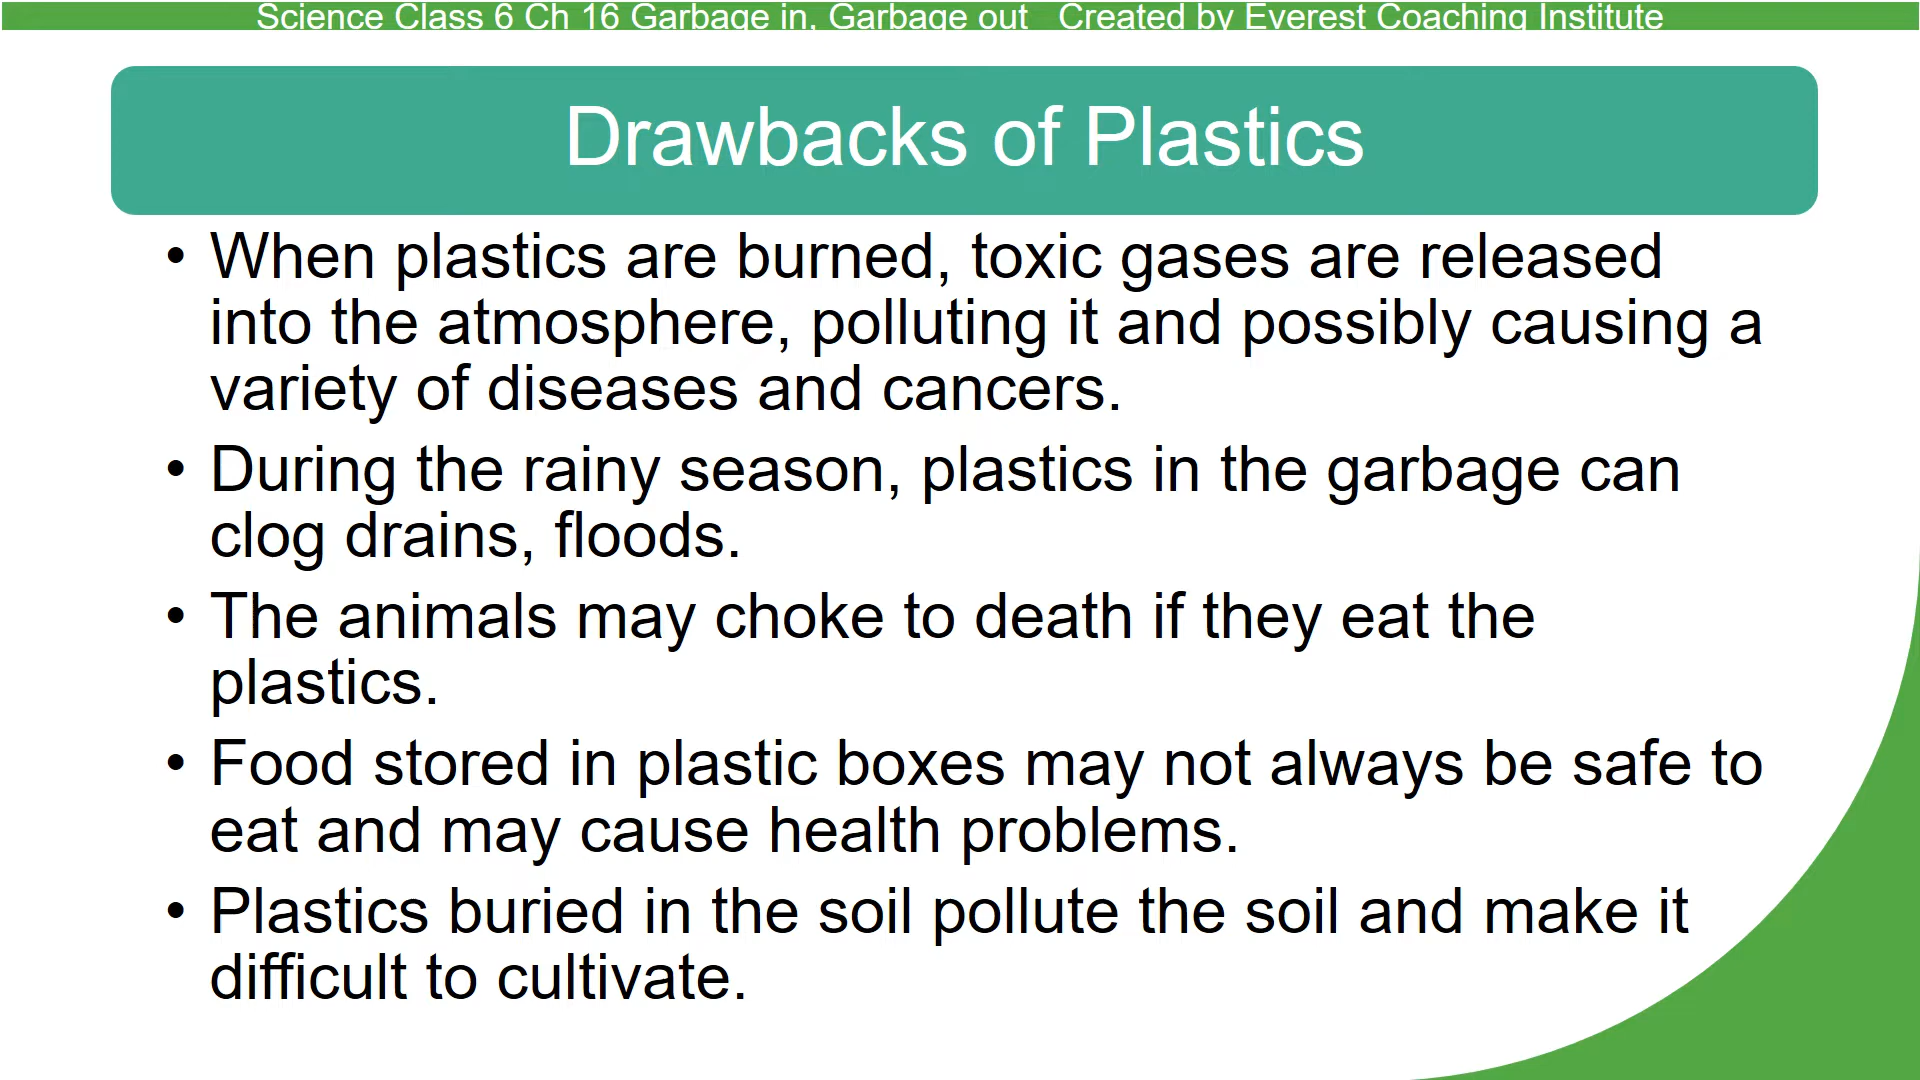 Science Class 6 Ch 16 Garbage in, Garbage out   Created by Everest Coaching Institute
Drawbacks of Plastics
• When plastics are burned, toxic gases are released
into the atmosphere, polluting it and possibly causing a
variety of diseases and cancers.
• During the rainy season, plastics in the garbage can
clog drains, floods.
• The animals may choke to death if they eat the
plastics.
• Food stored in plastic boxes may not always be safe to
eat and may cause health problems.
• Plastics buried in the soil pollute the soil and make it
difficult to cultivate.